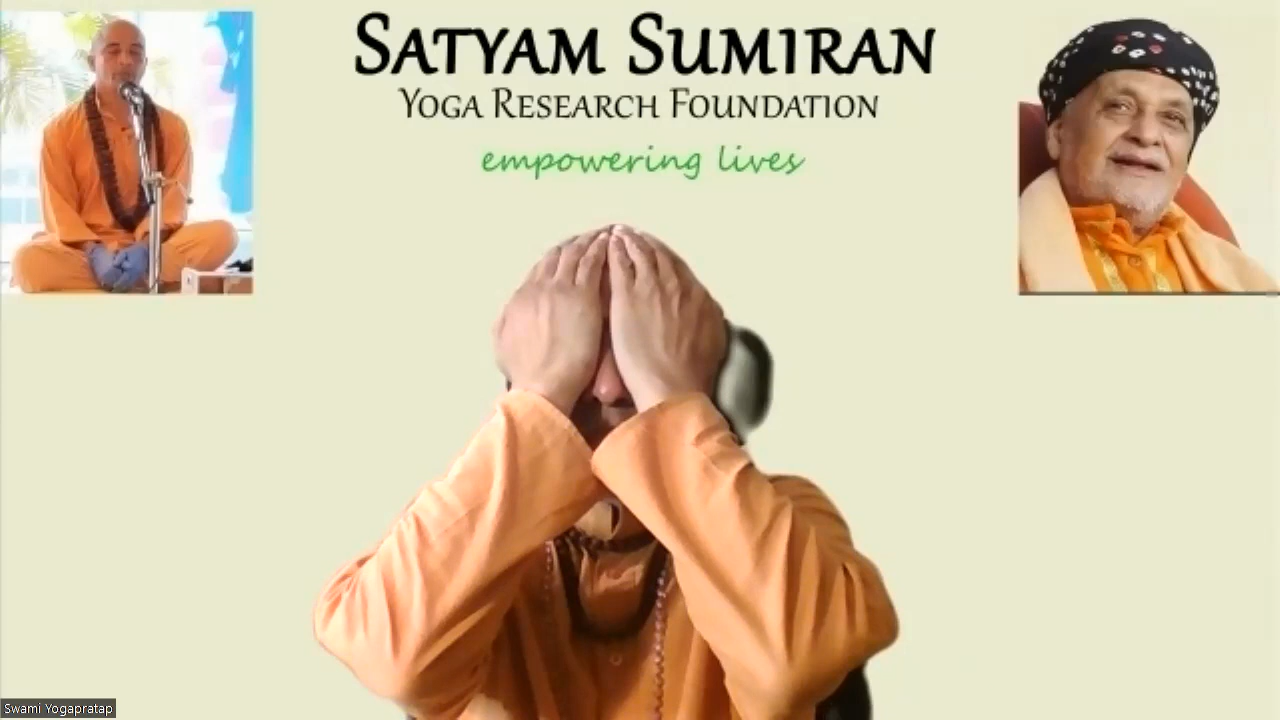 Satyam Sumiran
Yoga Research Foundation
empowering lives
Swami Yogapratap